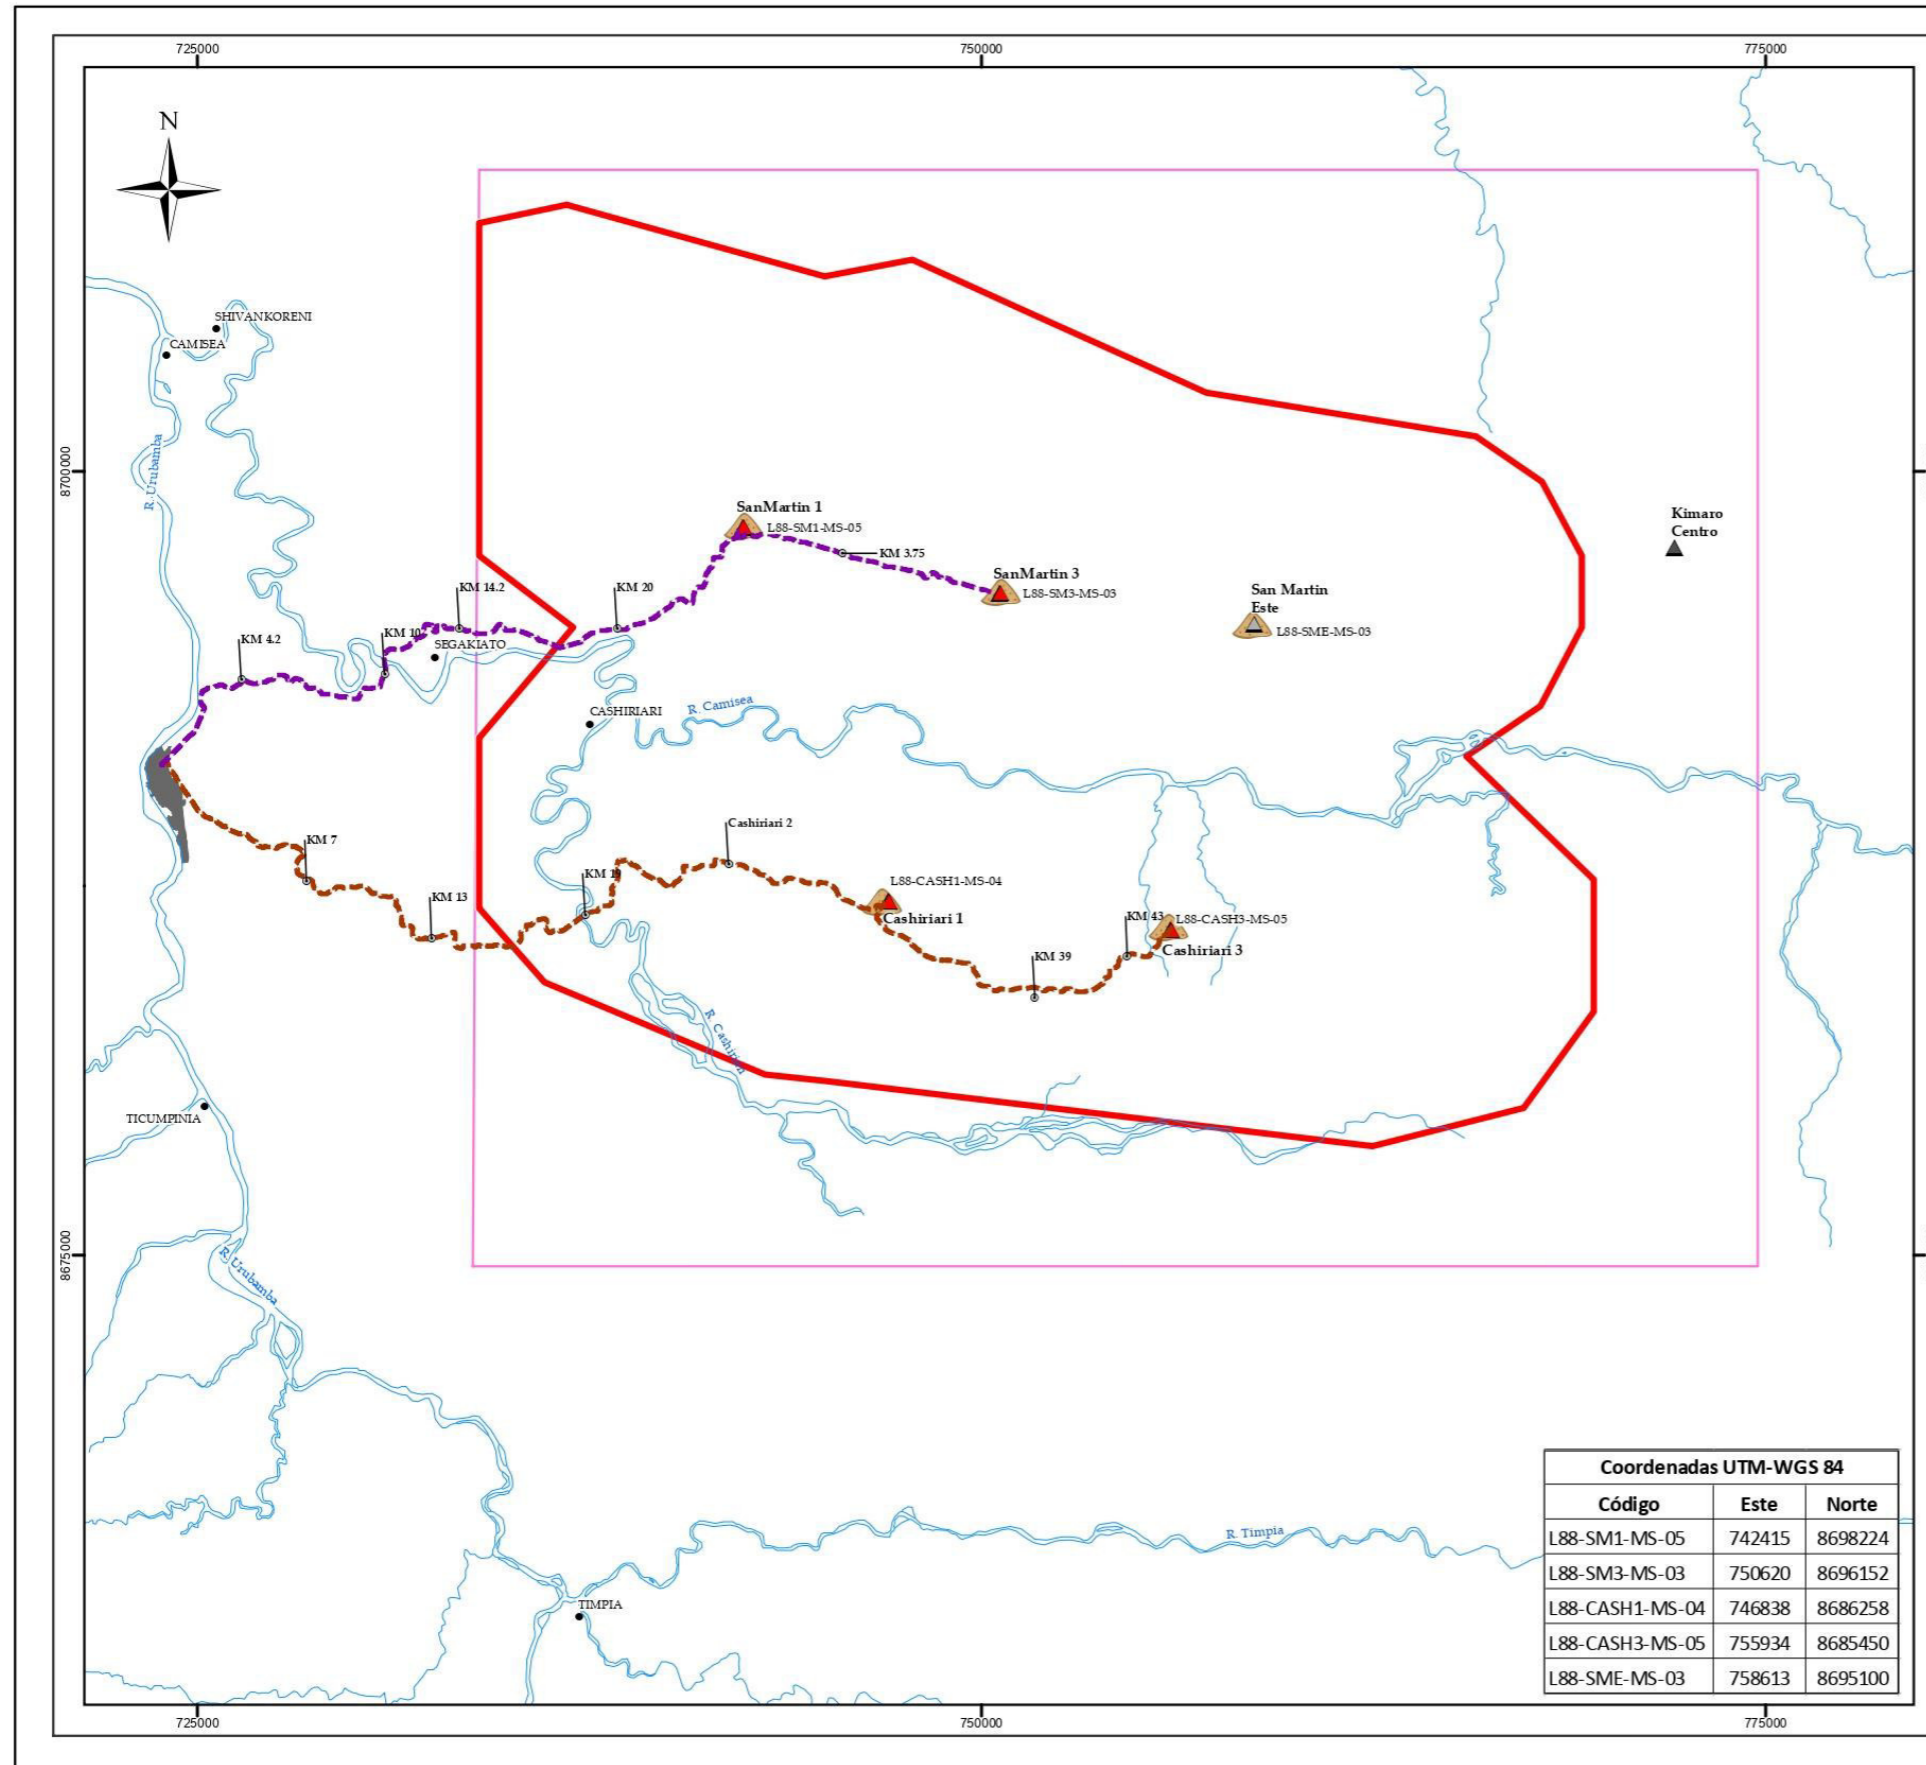 725000
750000
775000
N
SHIVANKORENI
CAMISEA
R. Urubamba
8700000
SanMartin 1
L88-SM1-MS-05
KM 3.75
Kimaro
Centro
SanMartin 3
L88-SM3-MS-03
San Martin
Este
L88-SME-MS-03
KM 14.2
KM 20
KM 4.2
KM 10
SEGAKIATO
CASHIRIARI
R. Camisea
KM 7
Cashiriari 2
KM 13
KM 19
L88-CASH1-MS-04
Cashiriari 1
KM 43
L88-CASH3-MS-05
Cashiriari 3
KM 39
R. Cashiriari
TICUMPINIA
8675000
R. Urubamba
Coordenadas UTM-WGS 84
Código Este Norte
L88-SM1-MS-05 742415 8698224
L88-SM3-MS-03 750620 8696152
L88-CASH1-MS-04 746838 8686258
L88-CASH3-MS-05 755934 8685450
L88-SME-MS-03 758613 8695100
R. Timpia
TIMPIA
725000
750000
775000